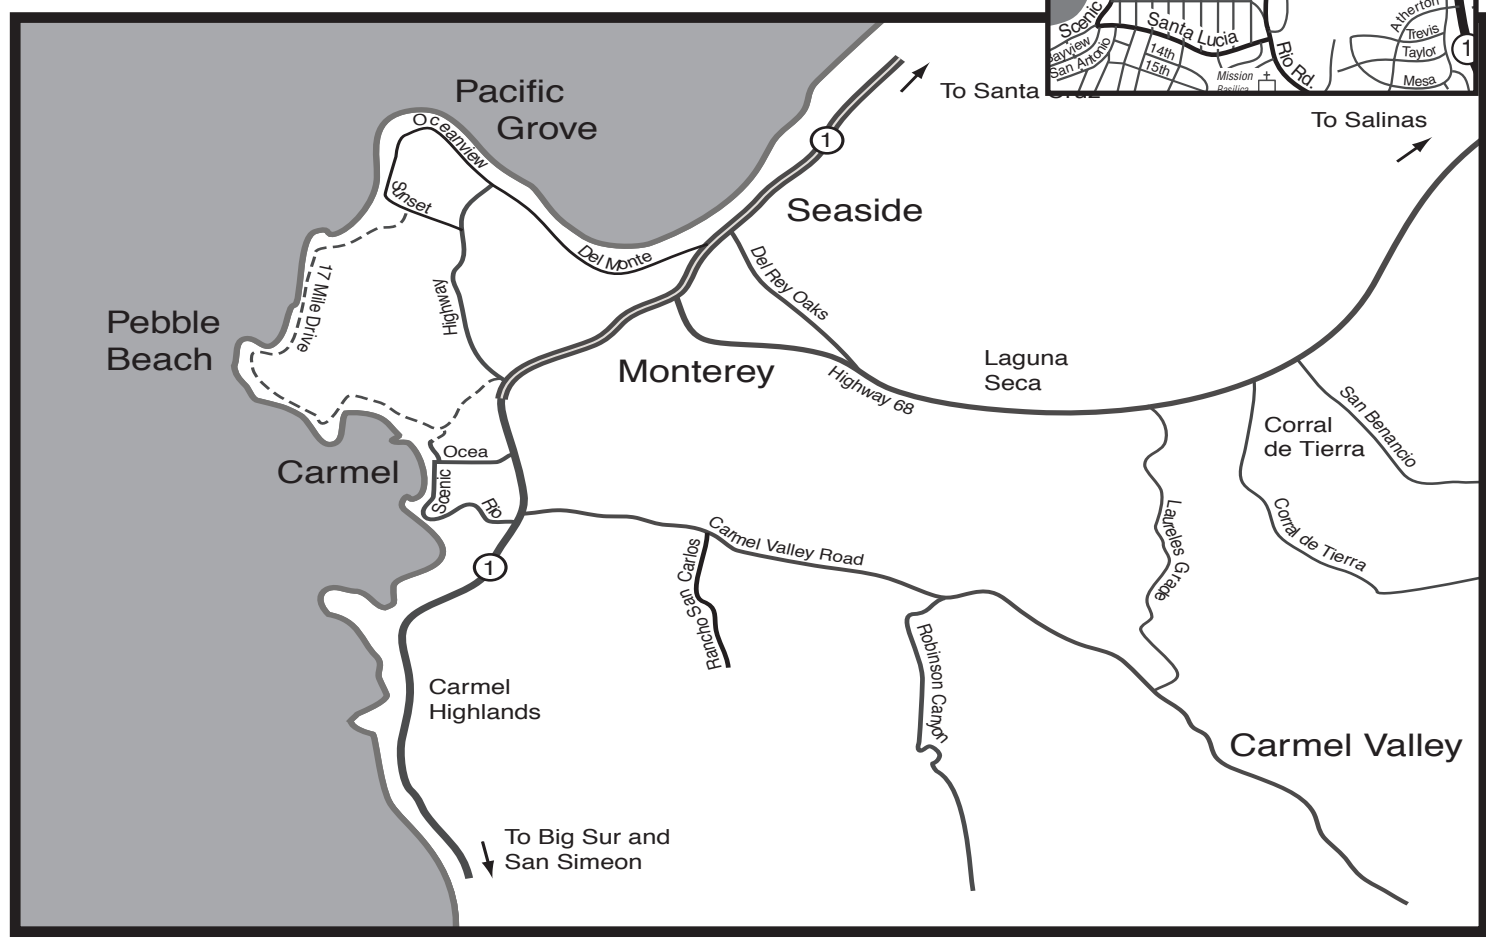 Scenic
Santa Lucia
14th
15th
San Antonio
Mission
Rio Rd.
Atherton
Trevis
Taylor
Mesa
1
To Santa
To Salinas
Pacific
Grove
Oceanview
Sunset
1
Seaside
Del Monte
Del Rey Oaks
17 Mile Drive
Highway
Pebble
Beach
Monterey
Highway 68
Laguna
Seca
San Benancio
Corral
de Tierra
Corral de Tierra
Laureles Grade
Carmel
Ocea
Scenic
Rio
1
Carmel Valley Road
Rancho San Carlos
Robinson Canyon
Carmel
Highlands
Carmel Valley
To Big Sur and
San Simeon